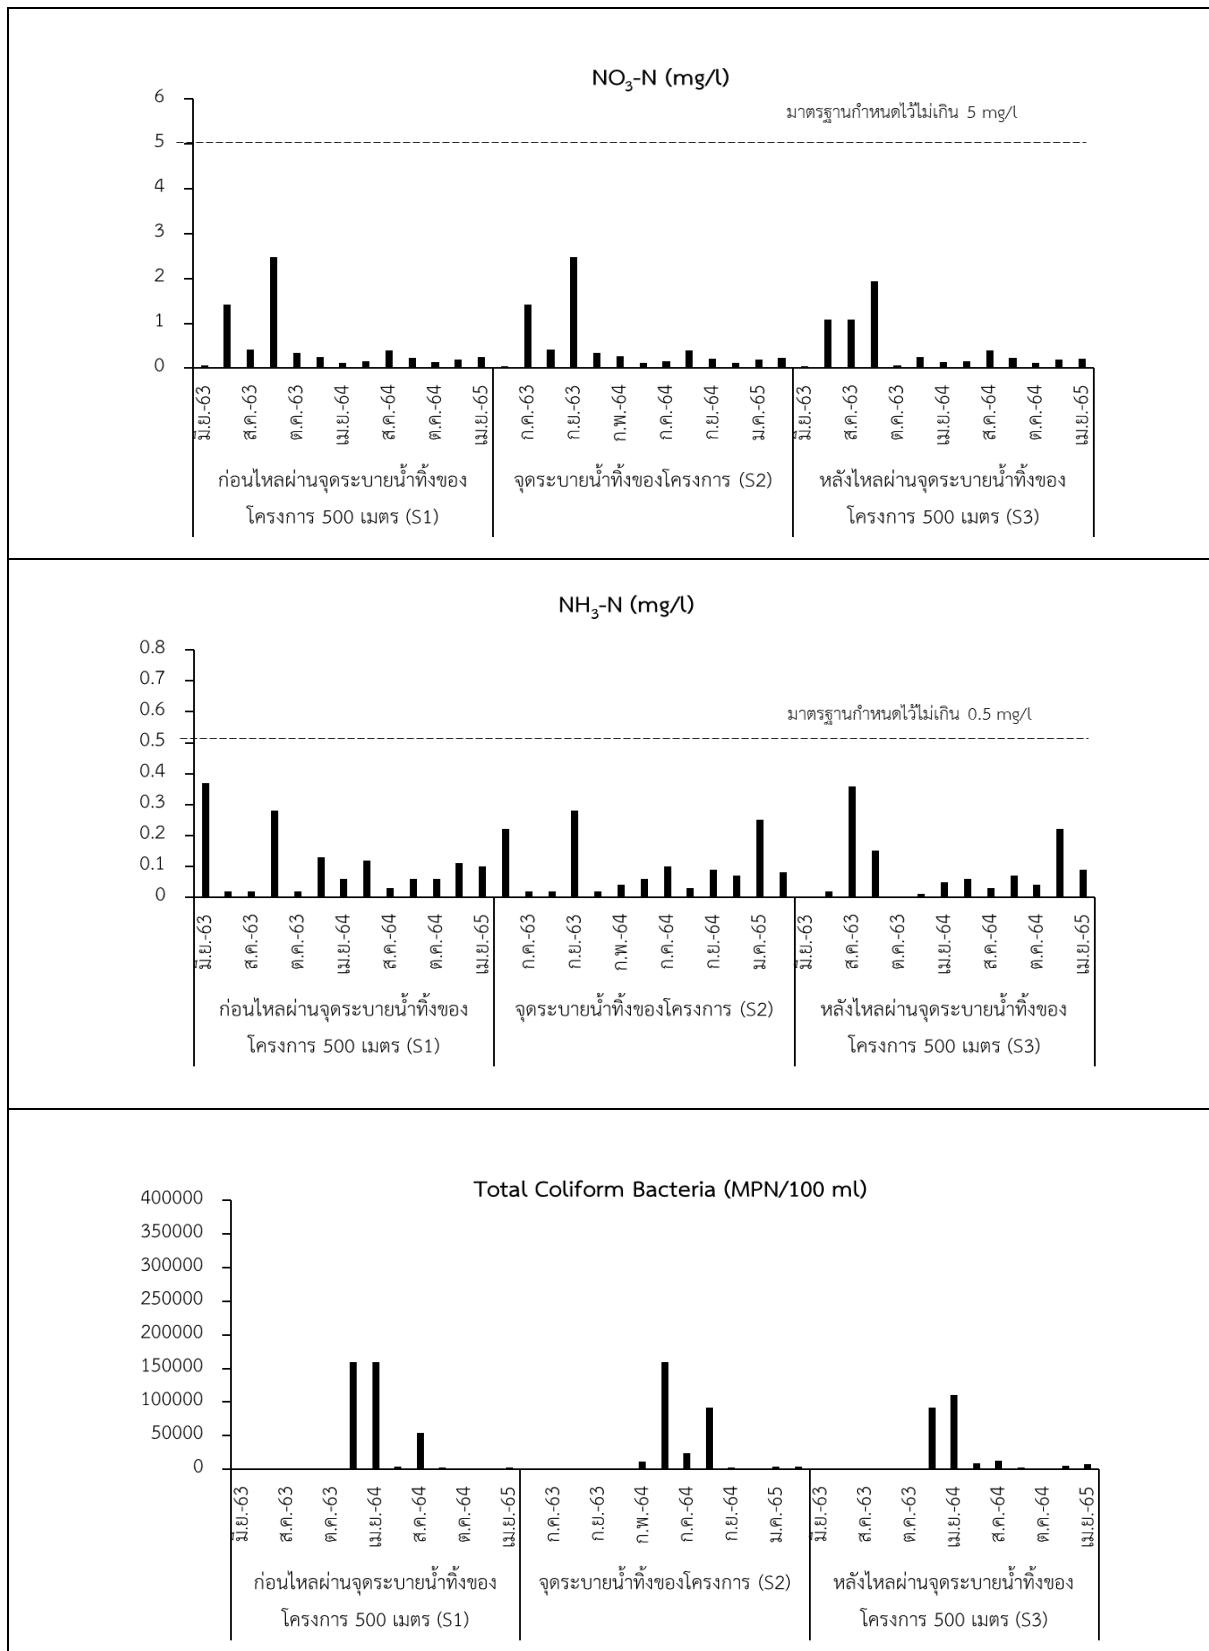 NO₃-N (mg/l)
มาตรฐานกำหนดไว้ไม่เกิน 5 mg/l
6
5
4
3
2
1
0
มิ.ย.-63
ส.ค.-63
ต.ค.-63
เม.ย.-64
ส.ค.-64
ต.ค.-64
เม.ย.-65
ก.ค.-63
ก.ย.-63
ก.พ.-64
ก.ค.-64
ก.ย.-64
ม.ค.-65
มิ.ย.-63
ส.ค.-63
ต.ค.-63
เม.ย.-64
ส.ค.-64
ต.ค.-64
เม.ย.-65
ก่อนไหลผ่านจุดระบายน้ำทิ้งของ
โครงการ 500 เมตร (S1)
จุดระบายน้ำทิ้งของโครงการ (S2)
หลังไหลผ่านจุดระบายน้ำทิ้งของ
โครงการ 500 เมตร (S3)
NH₃-N (mg/l)
มาตรฐานกำหนดไว้ไม่เกิน 0.5 mg/l
0.8
0.7
0.6
0.5
0.4
0.3
0.2
0.1
0
มิ.ย.-63
ส.ค.-63
ต.ค.-63
เม.ย.-64
ส.ค.-64
ต.ค.-64
เม.ย.-65
ก.ค.-63
ก.ย.-63
ก.พ.-64
ก.ค.-64
ก.ย.-64
ม.ค.-65
มิ.ย.-63
ส.ค.-63
ต.ค.-63
เม.ย.-64
ส.ค.-64
ต.ค.-64
เม.ย.-65
ก่อนไหลผ่านจุดระบายน้ำทิ้งของ
โครงการ 500 เมตร (S1)
จุดระบายน้ำทิ้งของโครงการ (S2)
หลังไหลผ่านจุดระบายน้ำทิ้งของ
โครงการ 500 เมตร (S3)
Total Coliform Bacteria (MPN/100 ml)
400000
350000
300000
250000
200000
150000
100000
50000
0
มิ.ย.-63
ส.ค.-63
ต.ค.-63
เม.ย.-64
ส.ค.-64
ต.ค.-64
เม.ย.-65
ก.ค.-63
ก.ย.-63
ก.พ.-64
ก.ค.-64
ก.ย.-64
ม.ค.-65
มิ.ย.-63
ส.ค.-63
ต.ค.-63
เม.ย.-64
ส.ค.-64
ต.ค.-64
เม.ย.-65
ก่อนไหลผ่านจุดระบายน้ำทิ้งของ
โครงการ 500 เมตร (S1)
จุดระบายน้ำทิ้งของโครงการ (S2)
หลังไหลผ่านจุดระบายน้ำทิ้งของ
โครงการ 500 เมตร (S3)